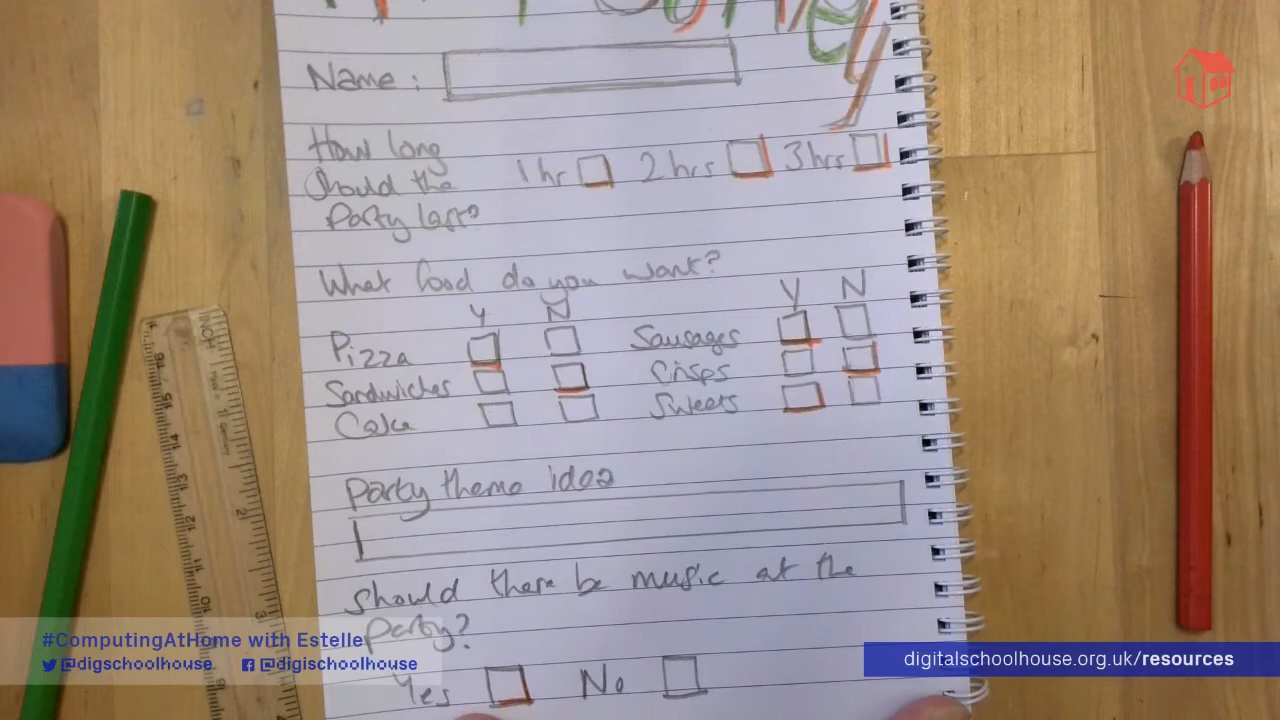 Name:
How long
should the
Party last?
1 hr 2 hrs 3 hrs
What food do you want?
Y N Y N
Pizza Sausages
Sandwiches Crisps
Cake Sweets
Party theme idea
should there be music at the
party?
Yes No
#ComputingAtHome with Estelle
@digschoolhouse @digischoolhouse
digitalschoolhouse.org.uk/resources